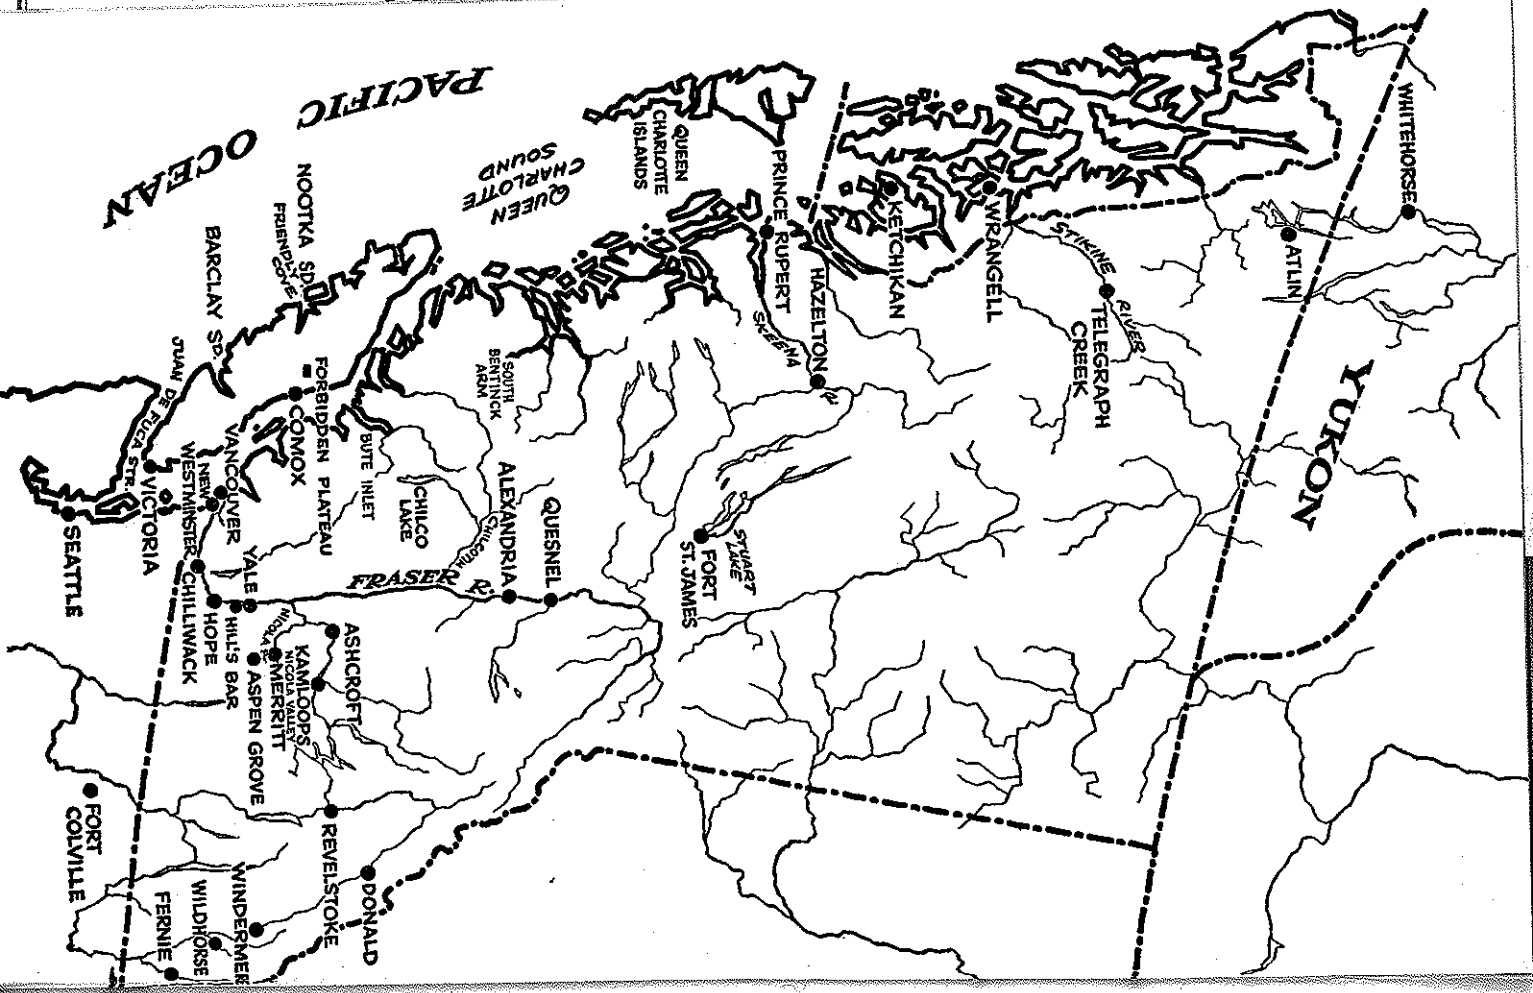 PACIFIC
OCEAN
YUKON
WHITEHORSE
ATLIN
STIKINE
RIVER
TELEGRAPH
CREEK
WRANGELL
KETCHIKAN
QUEEN
CHARLOTTE
ISLANDS
PRINCE RUPERT
HAZELTON
SKEENA
R.
QUEEN
CHARLOTTE
SOUND
STUART
LAKE
FORT
ST. JAMES
SOUTH
BENTINCK
ARM
QUESNEL
ALEXANDRIA
CHILCOTIN
CHILCO
LAKE
BUTE INLET
NOOTKA SD.
FRIENDLY
COVE
FORBIDDEN PLATEAU
COMOX
BARCLAY SP.
JUAN DE FUCA STR.
VANCOUVER
NEW
WESTMINSTER
VICTORIA
SEATTLE
FRASER R.
YALE
CHILLIWACK
HOPE
HILL'S BAR
ASHCROFT
KAMLOOPS
NICOLA VALLEY
NICOLA R.
MERRITT
ASPEN GROVE
REVELSTOKE
DONALD
WINDERMERE
WILDHORSE
FERNIE
FORT
COLVILLE